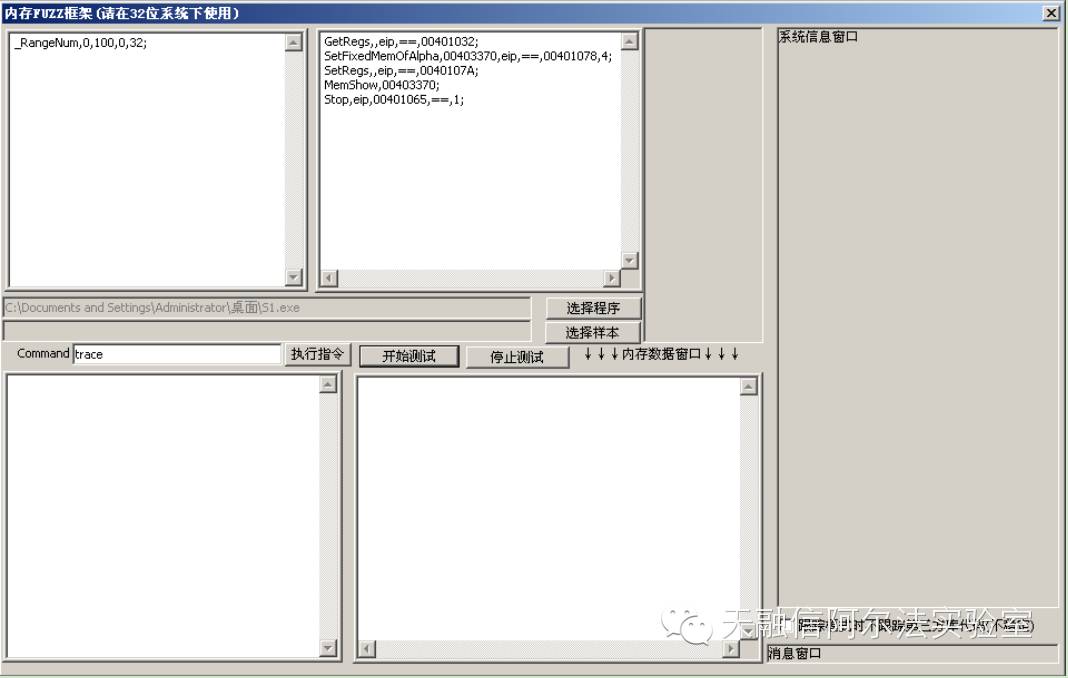 内存FUZZ框架(请在32位系统下使用)
_RangeNum,0,100,0,32;
GetRegs,,eip,==,00401032;
SetFixedMemOfAlpha,00403370,eip,==,00401078,4;
SetRegs,,eip,==,0040107A;
MemShow,00403370;
Stop,eip,00401065,==,1;
系统信息窗口
C:\Documents and Settings\Administrator\桌面\S1.exe
选择程序
选择样本
Command trace 执行指令 开始测试 停止测试 ↓↓↓内存数据窗口↓↓↓
天融信阿尔法实验室
消息窗口